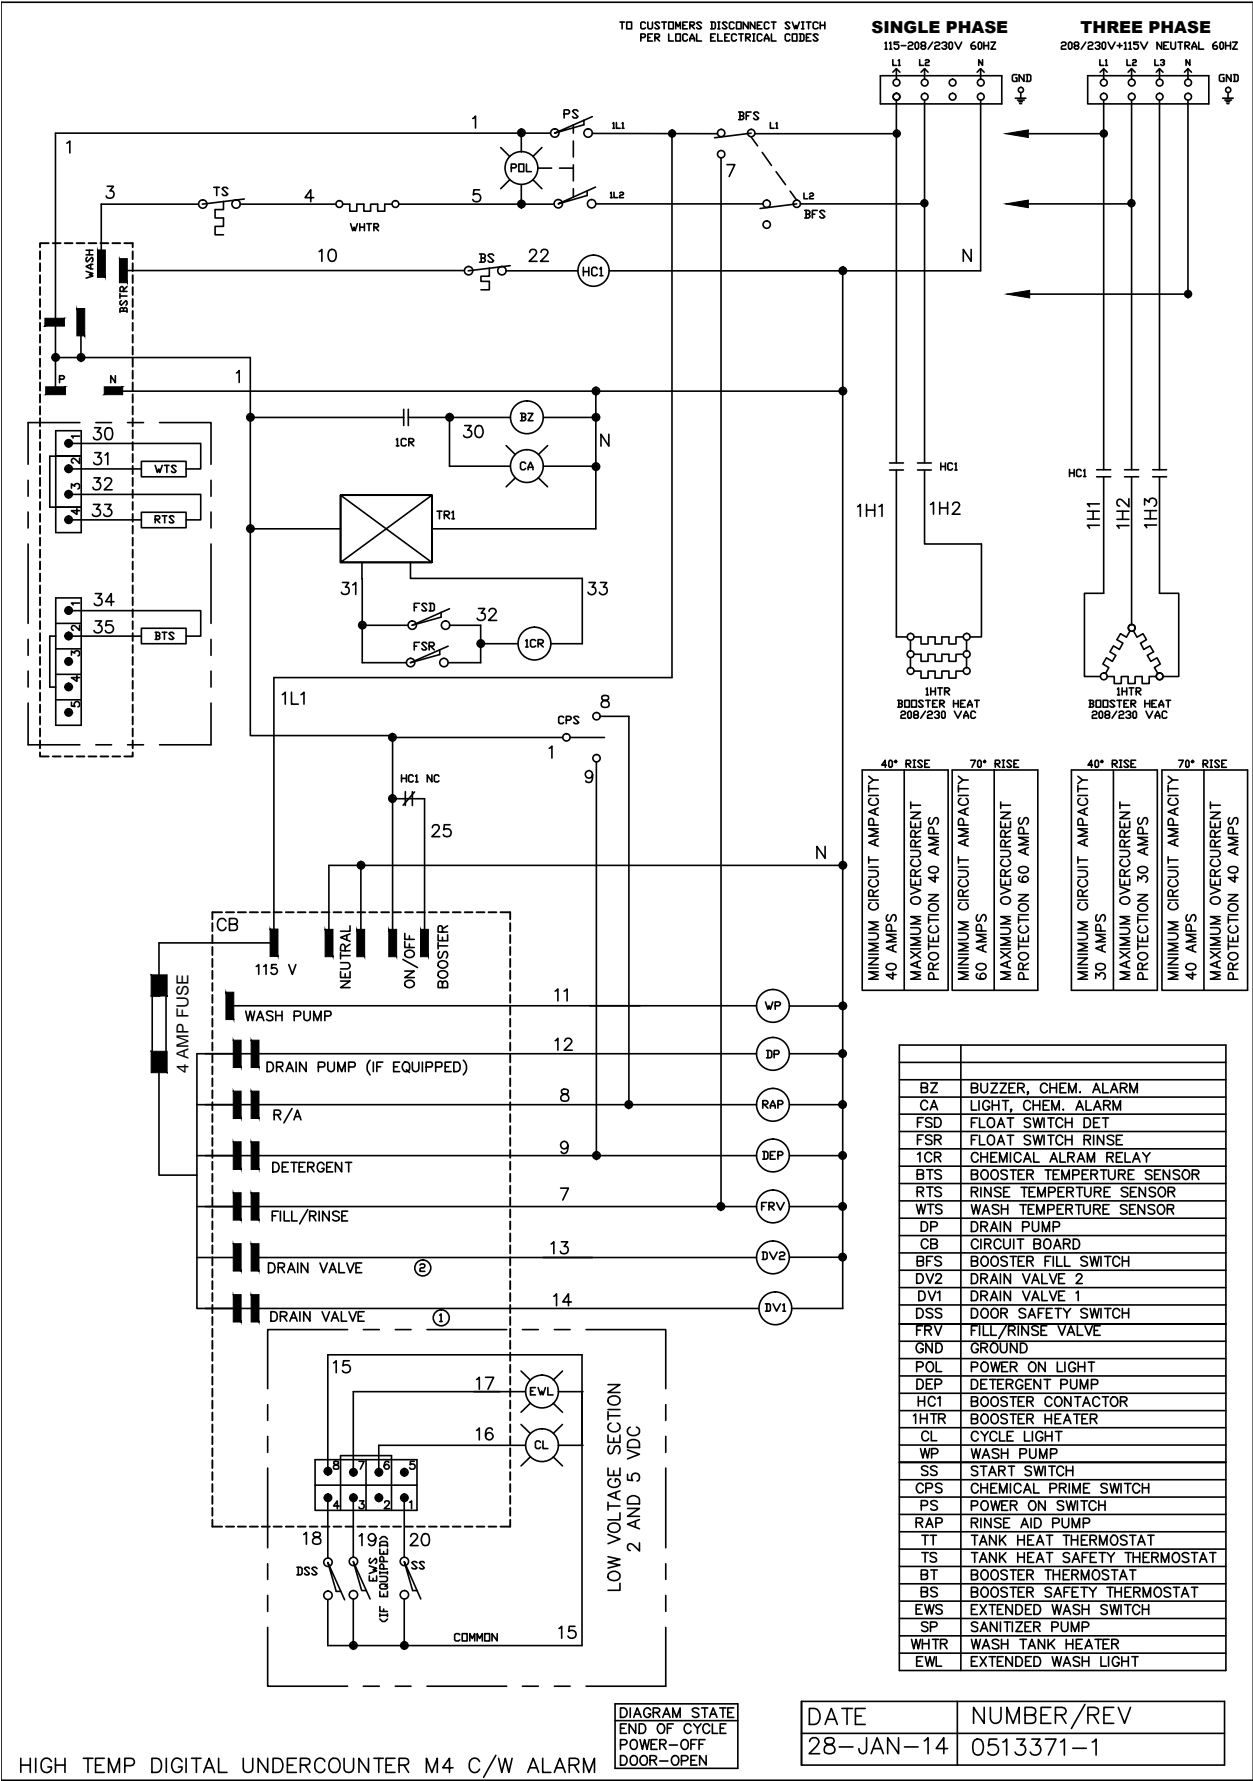 TO CUSTOMERS DISCONNECT SWITCH
PER LOCAL ELECTRICAL CODES
SINGLE PHASE
115-208/230V 60HZ
L1 L2 N
GND
THREE PHASE
208/230V+115V NEUTRAL 60HZ
L1 L2 L3 N
GND
1
1
PS
1L1
BFS
L1
POL
7
3
TS
4
WHTR
5
1L2
L2
BFS
WASH
BSTR
10
BS
22
HC1
N
P
N
1
1CR
30
BZ
CA
N
TR1
31
33
FSD
32
FSR
1CR
1
30
2
31
WTS
3
32
4
33
RTS
1
34
2
35
BTS
3
4
5
HC1
1H1
1H2
1HTR
BOOSTER HEAT
208/230 VAC
HC1
1H1
1H2
1H3
1HTR
BOOSTER HEAT
208/230 VAC
1L1
CPS
8
1
9
HC1 NC
25
N
40° RISE
MINIMUM CIRCUIT AMPACITY
40 AMPS
MAXIMUM OVERCURRENT
PROTECTION 40 AMPS
70° RISE
MINIMUM CIRCUIT AMPACITY
60 AMPS
MAXIMUM OVERCURRENT
PROTECTION 60 AMPS
40° RISE
MINIMUM CIRCUIT AMPACITY
30 AMPS
MAXIMUM OVERCURRENT
PROTECTION 30 AMPS
70° RISE
MINIMUM CIRCUIT AMPACITY
40 AMPS
MAXIMUM OVERCURRENT
PROTECTION 40 AMPS
CB
115 V
NEUTRAL
ON/OFF
BOOSTER
4 AMP FUSE
WASH PUMP
11
WP
DRAIN PUMP (IF EQUIPPED)
12
DP
R/A
8
RAP
DETERGENT
9
DEP
FILL/RINSE
7
FRV
DRAIN VALVE 2
13
DV2
DRAIN VALVE 1
14
DV1
15
17
EWL
16
CL
8 7 6 5
4 3 2 1
18
19
20
DSS
EWS
(IF EQUIPPED)
SS
COMMON
15
LOW VOLTAGE SECTION
2 AND 5 VDC
BZ BUZZER, CHEM. ALARM
CA LIGHT, CHEM. ALARM
FSD FLOAT SWITCH DET
FSR FLOAT SWITCH RINSE
1CR CHEMICAL ALRAM RELAY
BTS BOOSTER TEMPERTURE SENSOR
RTS RINSE TEMPERTURE SENSOR
WTS WASH TEMPERTURE SENSOR
DP DRAIN PUMP
CB CIRCUIT BOARD
BFS BOOSTER FILL SWITCH
DV2 DRAIN VALVE 2
DV1 DRAIN VALVE 1
DSS DOOR SAFETY SWITCH
FRV FILL/RINSE VALVE
GND GROUND
POL POWER ON LIGHT
DEP DETERGENT PUMP
HC1 BOOSTER CONTACTOR
1HTR BOOSTER HEATER
CL CYCLE LIGHT
WP WASH PUMP
SS START SWITCH
CPS CHEMICAL PRIME SWITCH
PS POWER ON SWITCH
RAP RINSE AID PUMP
TT TANK HEAT THERMOSTAT
TS TANK HEAT SAFETY THERMOSTAT
BT BOOSTER THERMOSTAT
BS BOOSTER SAFETY THERMOSTAT
EWS EXTENDED WASH SWITCH
SP SANITIZER PUMP
WHTR WASH TANK HEATER
EWL EXTENDED WASH LIGHT
DIAGRAM STATE
END OF CYCLE
POWER-OFF
DOOR-OPEN
DATE NUMBER/REV
28-JAN-14 0513371-1
HIGH TEMP DIGITAL UNDERCOUNTER M4 C/W ALARM